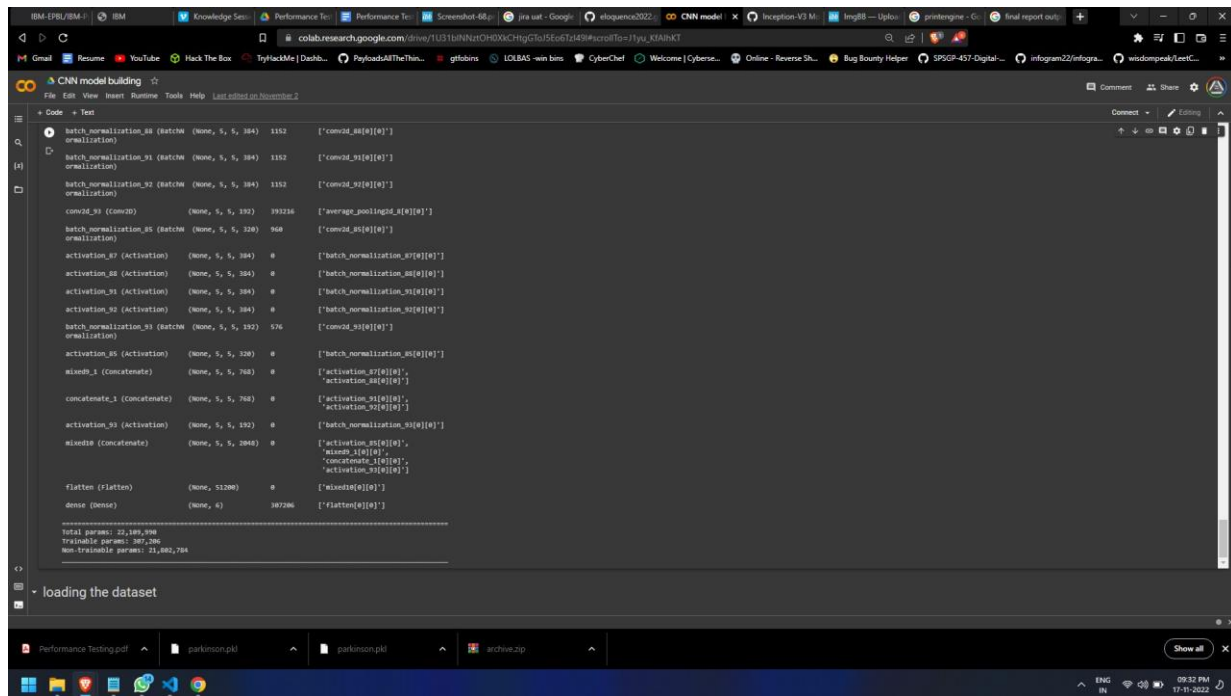 IBM-EPBL/IBM-P
IBM
Knowledge Sess
Performance Tes
Performance Tes
Screenshot-68.p
jira uat - Google
eloquence2022
CNN model
Inception-V3 M
ImgBB — Uploa
printengine - G
final report outp
colab.research.google.com/drive/
Gmail
Resume
YouTube
Hack The Box
TryHackMe | Dashb...
PayloadsAllTheThin...
gtfobins
LOLBAS -win bins
CyberChef
Welcome | Cyberse...
Online - Reverse Sh...
Bug Bounty Helper
SPSGP-457-Digital-...
infogram22/infogra...
wisdompeak/LeetC...
CNN model building
File Edit View Insert Runtime Tools Help Last edited on November 2
Comment
Share
+ Code + Text
Connect
Editing
batch_normalization_88 (BatchN (None, 5, 5, 384) 1152 ['conv2d_88[0][0]']
ormalization)
batch_normalization_91 (BatchN (None, 5, 5, 384) 1152 ['conv2d_91[0][0]']
ormalization)
batch_normalization_92 (BatchN (None, 5, 5, 384) 1152 ['conv2d_92[0][0]']
ormalization)
conv2d_93 (Conv2D) (None, 5, 5, 192) 393216 ['average_pooling2d_8[0][0]']
batch_normalization_85 (BatchN (None, 5, 5, 320) 960 ['conv2d_85[0][0]']
ormalization)
activation_87 (Activation) (None, 5, 5, 384) 0 ['batch_normalization_87[0][0]']
activation_88 (Activation) (None, 5, 5, 384) 0 ['batch_normalization_88[0][0]']
activation_91 (Activation) (None, 5, 5, 384) 0 ['batch_normalization_91[0][0]']
activation_92 (Activation) (None, 5, 5, 384) 0 ['batch_normalization_92[0][0]']
batch_normalization_93 (BatchN (None, 5, 5, 192) 576 ['conv2d_93[0][0]']
ormalization)
activation_85 (Activation) (None, 5, 5, 320) 0 ['batch_normalization_85[0][0]']
mixed9_1 (Concatenate) (None, 5, 5, 768) 0 ['activation_87[0][0]',
'activation_88[0][0]']
concatenate_1 (Concatenate) (None, 5, 5, 768) 0 ['activation_91[0][0]',
'activation_92[0][0]']
activation_93 (Activation) (None, 5, 5, 192) 0 ['batch_normalization_93[0][0]']
mixed10 (Concatenate) (None, 5, 5, 2048) 0 ['activation_85[0][0]',
'mixed9_1[0][0]',
'concatenate_1[0][0]',
'activation_93[0][0]']
flatten (Flatten) (None, 51200) 0 ['mixed10[0][0]']
dense (Dense) (None, 6) 307206 ['flatten[0][0]']
Total params: 22,109,990
Trainable params: 307,206
Non-trainable params: 21,802,784
loading the dataset
Performance Testing.pdf
parkinson.pkl
parkinson.pkl
archive.zip
Show all
ENG
IN
09:32 PM
17-11-2022